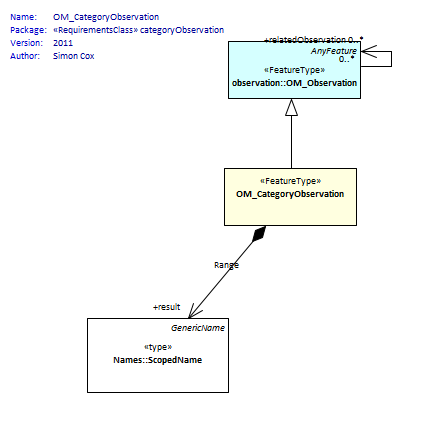 Name: OM_CategoryObservation
Package: «RequirementsClass» categoryObservation
Version: 2011
Author: Simon Cox
+relatedObservation 0..*
AnyFeature
0..*
«FeatureType»
observation::OM_Observation
«FeatureType»
OM_CategoryObservation
Range
+result
GenericName
«type»
Names::ScopedName